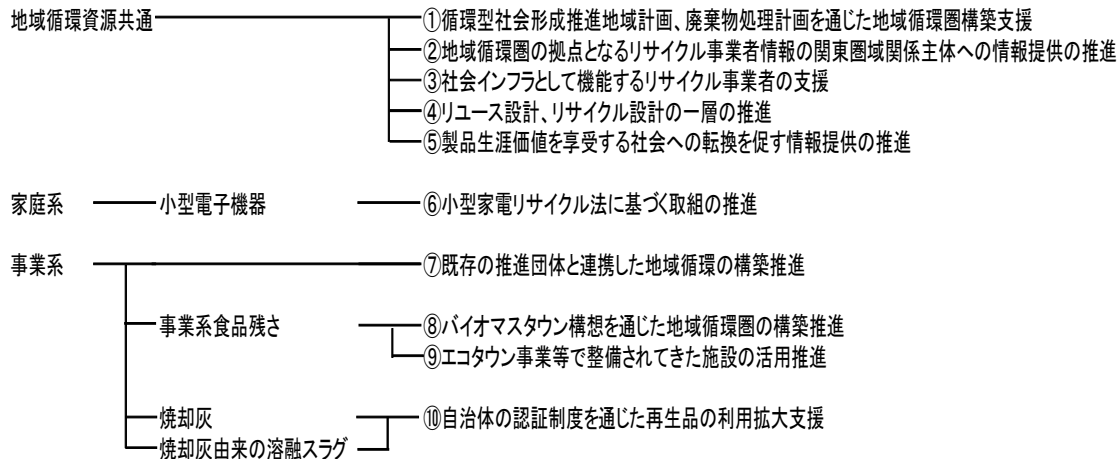 地域循環資源共通
①循環型社会形成推進地域計画、廃棄物処理計画を通じた地域循環圏構築支援
②地域循環圏の拠点となるリサイクル事業者情報の関東圏域関係主体への情報提供の推進
③社会インフラとして機能するリサイクル事業者の支援
④リユース設計、リサイクル設計の一層の推進
⑤製品生涯価値を享受する社会への転換を促す情報提供の推進
家庭系 小型電子機器 ⑥小型家電リサイクル法に基づく取組の推進
事業系 ⑦既存の推進団体と連携した地域循環の構築推進
事業系食品残さ ⑧バイオマスタウン構想を通じた地域循環圏の構築推進
⑨エコタウン事業等で整備されてきた施設の活用推進
焼却灰 ⑩自治体の認証制度を通じた再生品の利用拡大支援
焼却灰由来の溶融スラグ